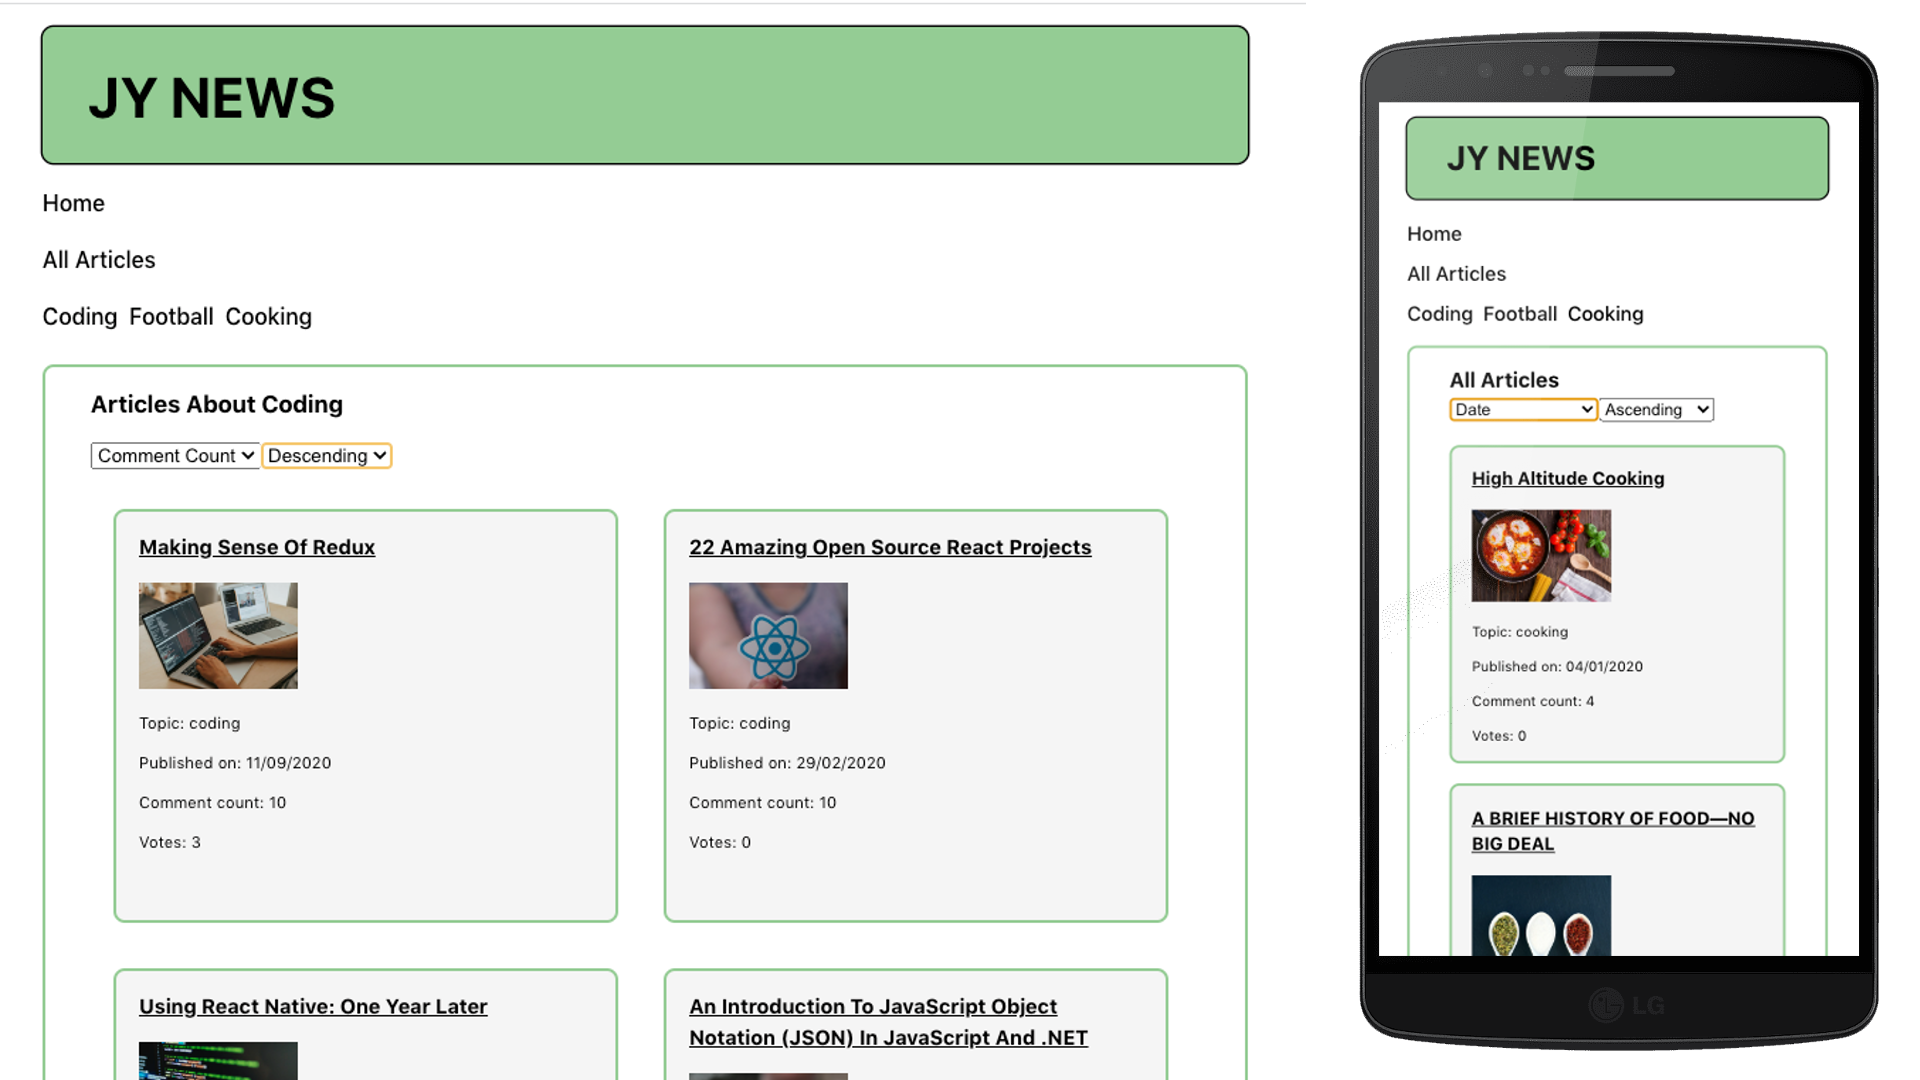 JY NEWS
Home
All Articles
Coding Football Cooking
Articles About Coding
Comment Count Descending
Making Sense Of Redux
Topic: coding
Published on: 11/09/2020
Comment count: 10
Votes: 3
22 Amazing Open Source React Projects
Topic: coding
Published on: 29/02/2020
Comment count: 10
Votes: 0
Using React Native: One Year Later
An Introduction To JavaScript Object
Notation (JSON) In JavaScript And .NET
JY NEWS
Home
All Articles
Coding Football Cooking
All Articles
Date Ascending
High Altitude Cooking
Topic: cooking
Published on: 04/01/2020
Comment count: 4
Votes: 0
A BRIEF HISTORY OF FOOD—NO
BIG DEAL
LG